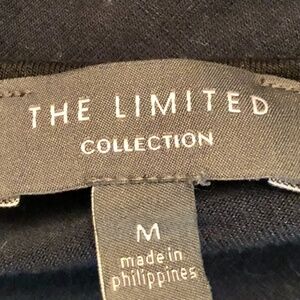 THE LIMITED
COLLECTION
M
made in
philippines